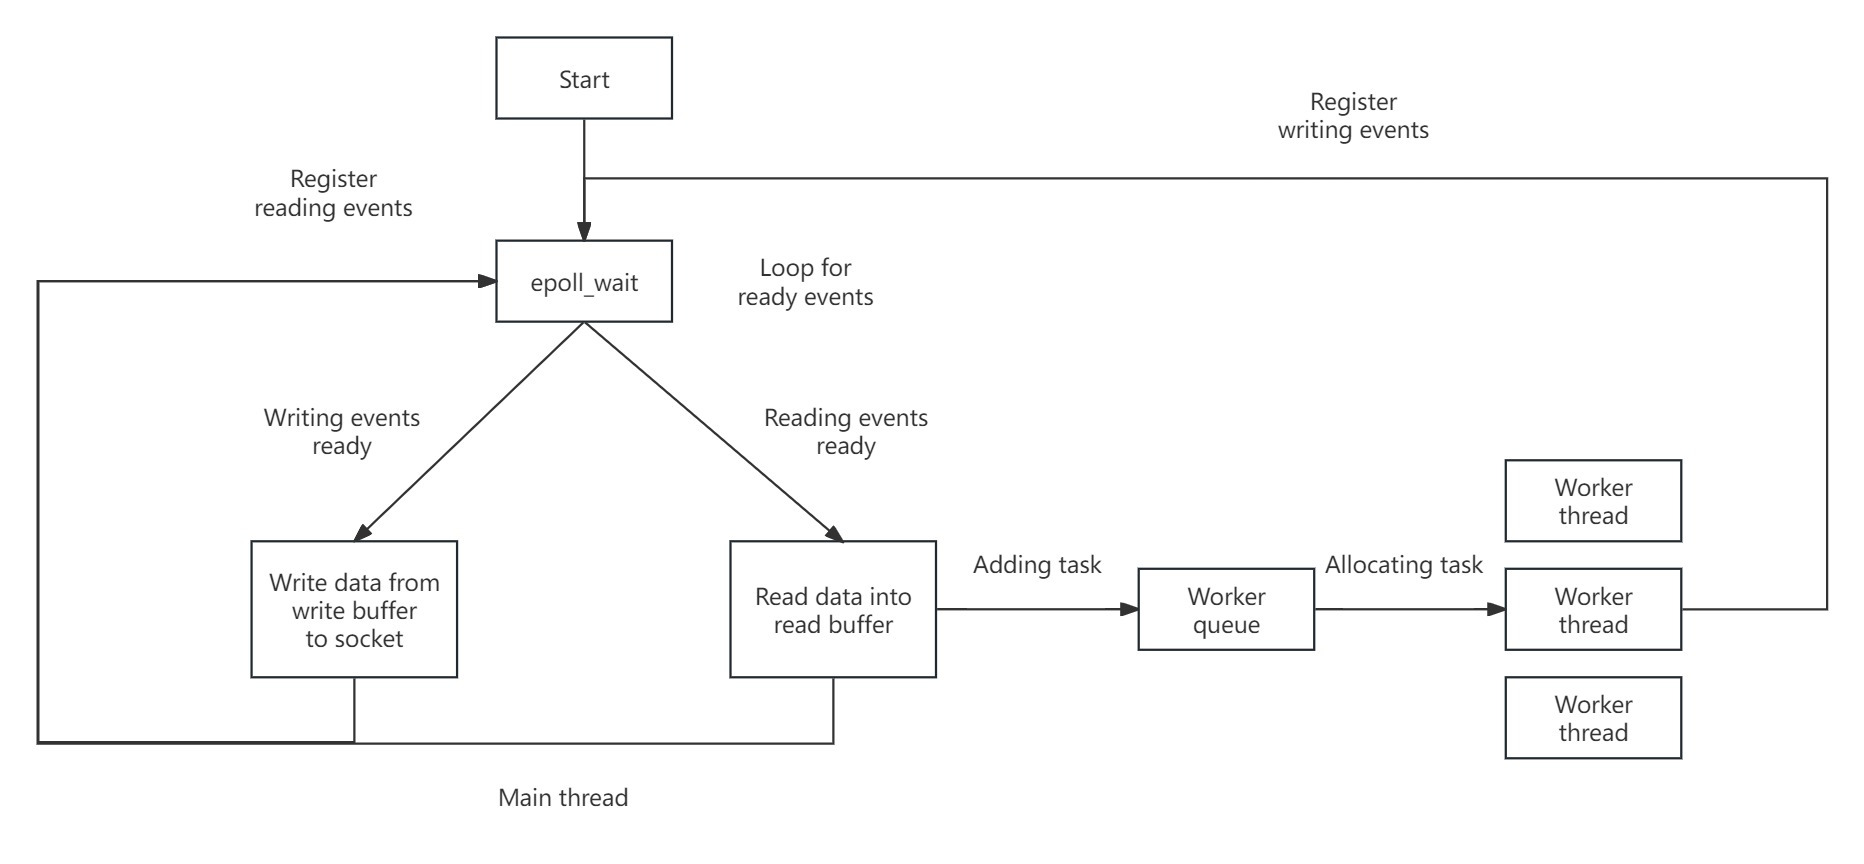 Start
Register
writing events
Register
reading events
epoll_wait
Loop for
ready events
Writing events
ready
Reading events
ready
Write data from
write buffer
to socket
Read data into
read buffer
Adding task
Worker
queue
Allocating task
Worker
thread
Worker
thread
Worker
thread
Main thread